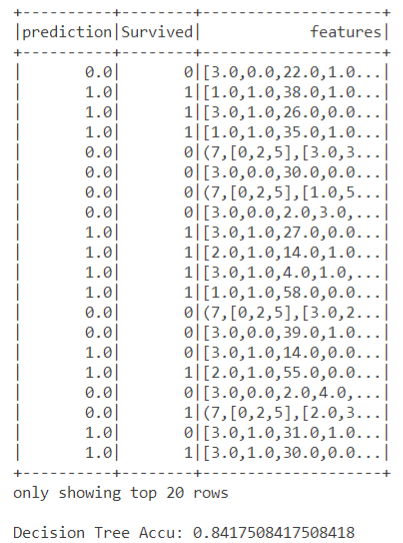 +----------+--------+--------------------+
|prediction|Survived|            features|
+----------+--------+--------------------+
|       0.0|       0|[3.0,0.0,22.0,1.0...|
|       1.0|       1|[1.0,1.0,38.0,1.0...|
|       1.0|       1|[3.0,1.0,26.0,0.0...|
|       1.0|       1|[1.0,1.0,35.0,1.0...|
|       0.0|       0|(7,[0,2,5],[3.0,3...|
|       0.0|       0|[3.0,0.0,30.0,0.0...|
|       0.0|       0|(7,[0,2,5],[1.0,5...|
|       0.0|       0|[3.0,0.0,2.0,3.0,...|
|       1.0|       1|[3.0,1.0,27.0,0.0...|
|       1.0|       1|[2.0,1.0,14.0,1.0...|
|       1.0|       1|[3.0,1.0,4.0,1.0,...|
|       1.0|       1|[1.0,1.0,58.0,0.0...|
|       0.0|       0|(7,[0,2,5],[3.0,2...|
|       0.0|       0|[3.0,0.0,39.0,1.0...|
|       1.0|       0|[3.0,1.0,14.0,0.0...|
|       1.0|       1|[2.0,1.0,55.0,0.0...|
|       0.0|       0|[3.0,0.0,2.0,4.0,...|
|       0.0|       1|(7,[0,2,5],[2.0,3...|
|       1.0|       0|[3.0,1.0,31.0,1.0...|
|       1.0|       1|[3.0,1.0,30.0,0.0...|
+----------+--------+--------------------+
only showing top 20 rows
Decision Tree Accu: 0.8417508417508418